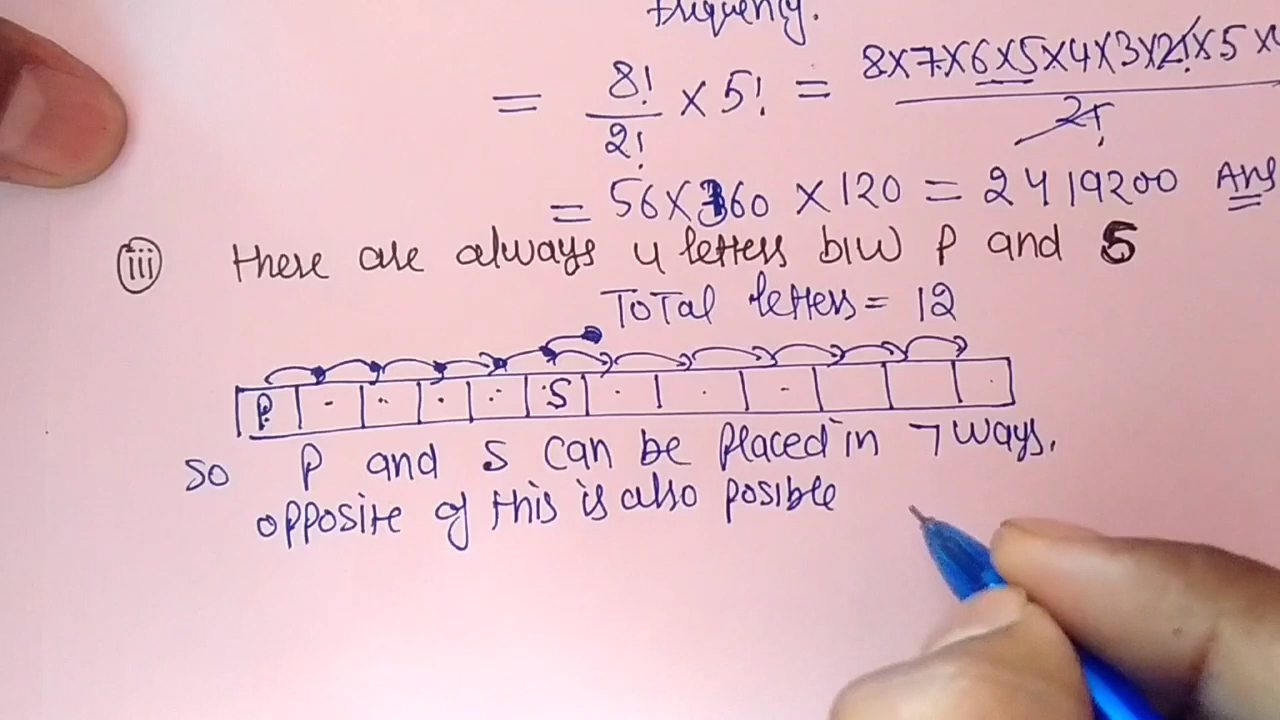 frequency.
= 8!/2! × 5! = 8×7×6×5×4×3×2!×5×/2!
= 56×360 ×120 = 2419200 Ans
(iii) there are always 4 letters b/w P and S
Total letters = 12
P . . . . S . . . .
so P and S can be placed in 7 ways.
opposite of this is also posible